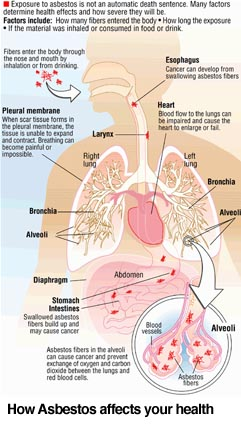 ■ Exposure to asbestos is not an automatic death sentence. Many factors
determine health effects and how severe they will be.
Factors include: • How many fibers entered the body • How long the exposure
• If the material was inhaled or consumed in food or drink.
Fibers enter the body through
the nose and mouth by
inhalation or from drinking.
Esophagus
Cancer can develop from
swallowing asbestos fibers
Pleural membrane
When scar tissue forms in
the pleural membrane, the
tissue is unable to expand
and contract. Breathing can
become painful or
impossible.
Larynx
Heart
Blood flow to the lungs can
be impaired and cause the
heart to enlarge or fail.
Right
lung
Left
lung
Bronchia
Bronchia
Alveoli
Alveoli
Diaphragm
Abdomen
Stomach
Intestines
Swallowed asbestos
fibers build up and
may cause cancer
Blood
vessels
Alveoli
Asbestos fibers in the alveoli
can cause cancer and prevent
exchange of oxygen and carbon
dioxide between the lungs and
red blood cells.
Asbestos
fibers
How Asbestos affects your health